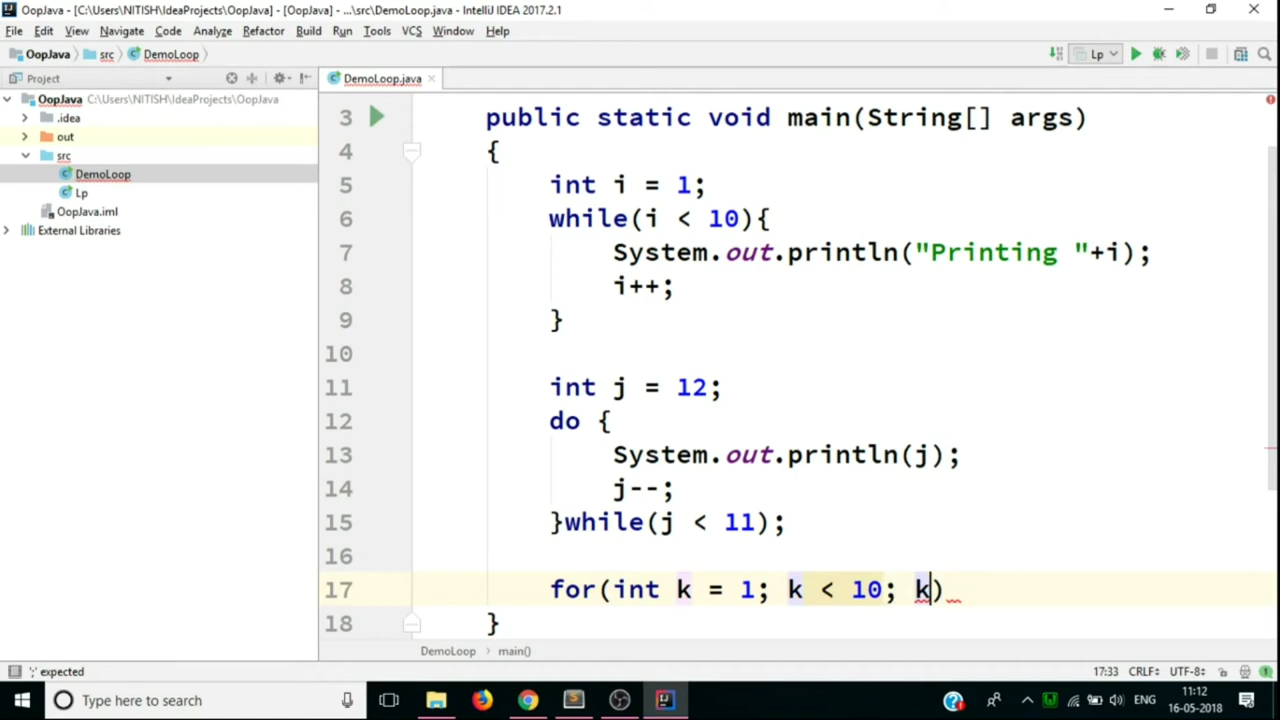 OopJava - [C:\Users\NITISH\IdeaProjects\OopJava] - [OopJava] - ...\src\DemoLoop.java - IntelliJ IDEA 2017.2.1
File Edit View Navigate Code Analyze Refactor Build Run Tools VCS Window Help
OopJava src DemoLoop Lp
Project DemoLoop.java
OopJava C:\Users\NITISH\IdeaProjects\OopJava
.idea
out
src
DemoLoop
Lp
OopJava.iml
External Libraries
3 public static void main(String[] args)
4 {
5 int i = 1;
6 while(i < 10){
7 System.out.println("Printing "+i);
8 i++;
9 }
10
11 int j = 12;
12 do {
13 System.out.println(j);
14 j--;
15 }while(j < 11);
16
17 for(int k = 1; k < 10; k)
18 }
DemoLoop main()
';' expected 17:33 CRLF UTF-8
Type here to search ENG 11:12
16-05-2018